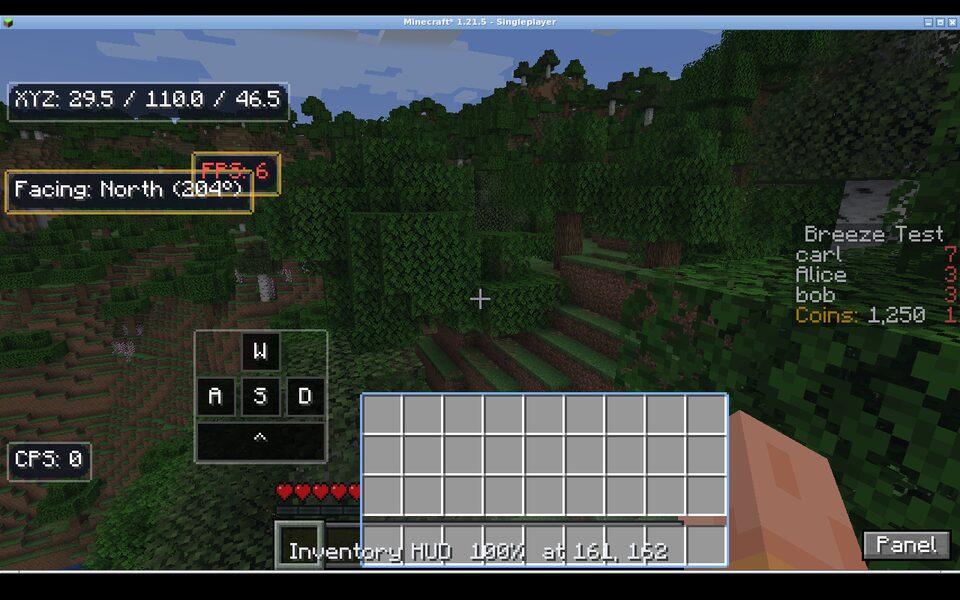 Minecraft* 1.21.5 - Singleplayer
XYZ: 29.5 / 110.0 / 46.5
FPS: 6
Facing: North (204º)
Breeze Test
carl 7
Alice 3
bob 3
Coins: 1,250 1
W
A S D
^
CPS: 0
Inventory HUD 100% at 161, 162
Panel